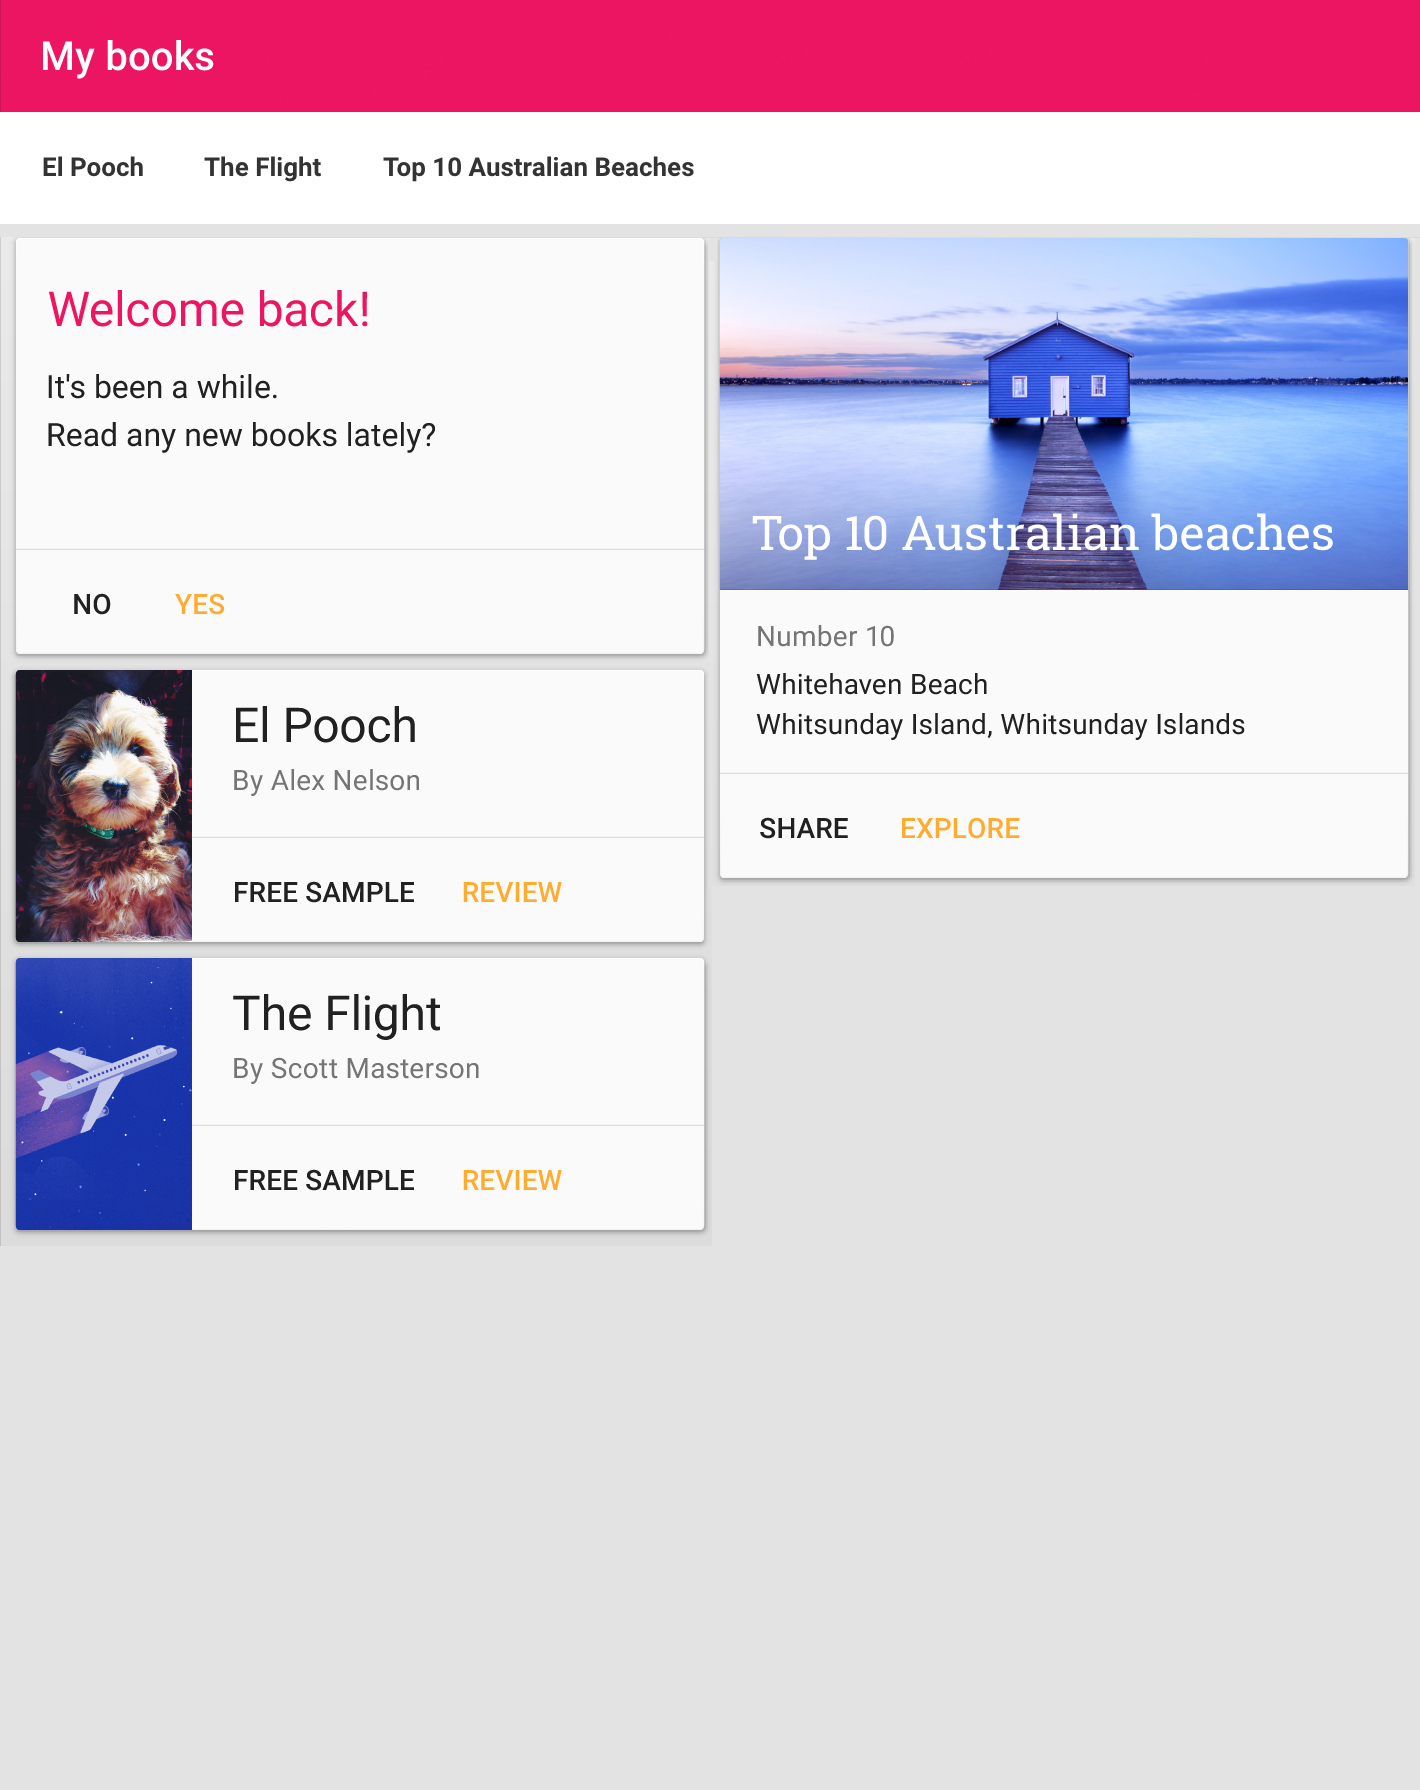 My books
El Pooch The Flight Top 10 Australian Beaches
Welcome back!
It's been a while.
Read any new books lately?
NO YES
El Pooch
By Alex Nelson
FREE SAMPLE REVIEW
The Flight
By Scott Masterson
FREE SAMPLE REVIEW
Top 10 Australian beaches
Number 10
Whitehaven Beach
Whitsunday Island, Whitsunday Islands
SHARE EXPLORE